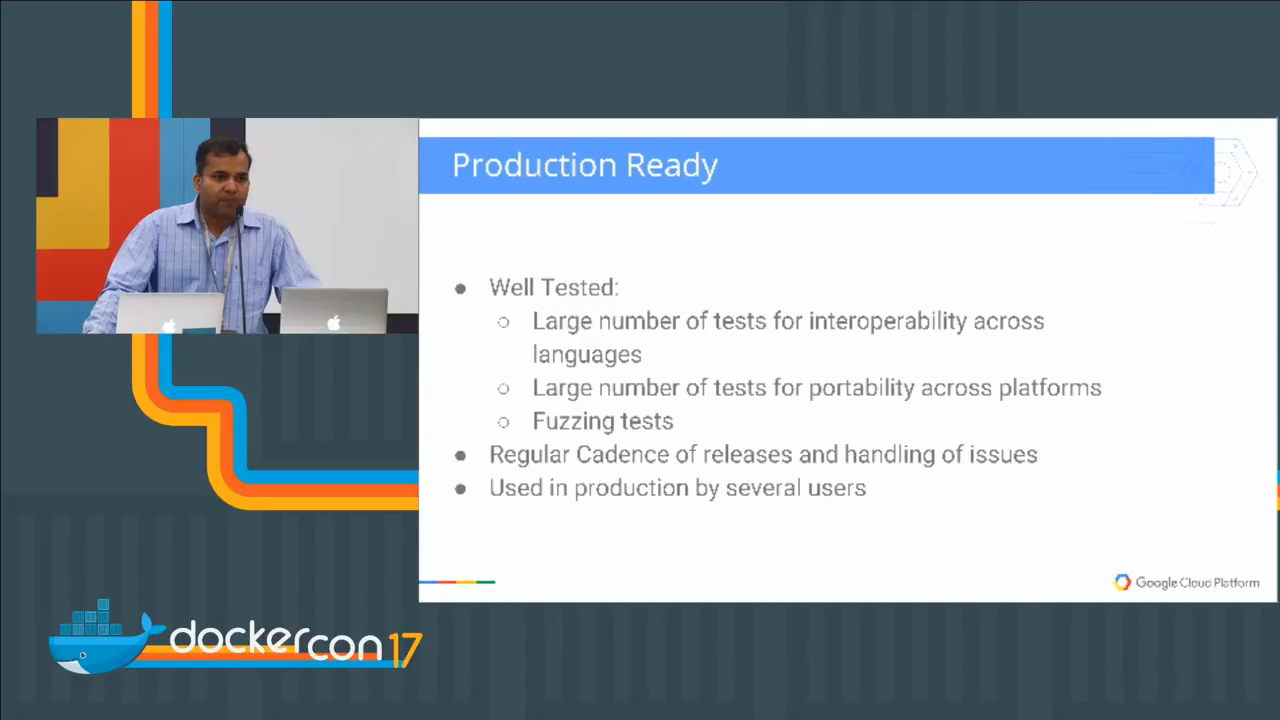 Production Ready
● Well Tested:
○ Large number of tests for interoperability across
languages
○ Large number of tests for portability across platforms
○ Fuzzing tests
● Regular Cadence of releases and handling of issues
● Used in production by several users
Google Cloud Platform
dockercon 17